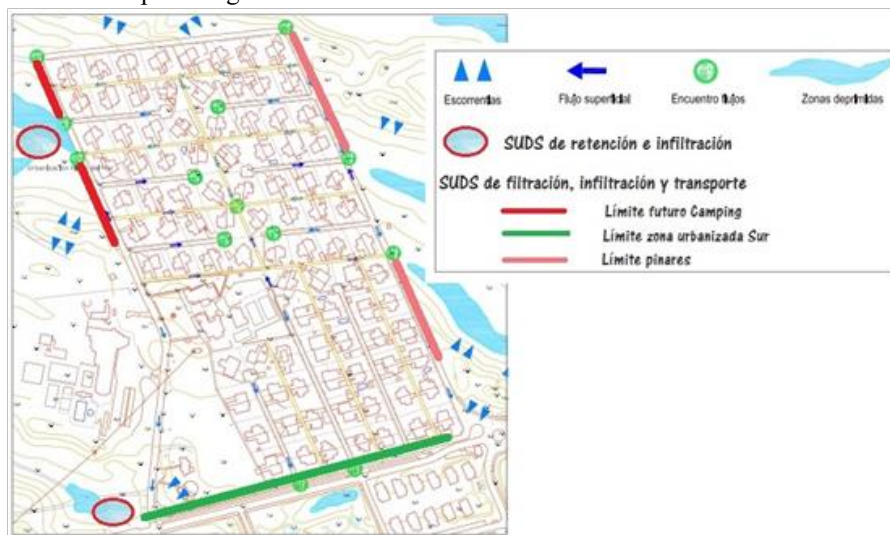 Escorrentias
Flujo superficial
Encuentro flujos
Zonas deprimidas
SUDS de retención e infiltración
SUDS de filtración, infiltración y transporte
Límite futuro Camping
Límite zona urbanizada Sur
Límite pinares